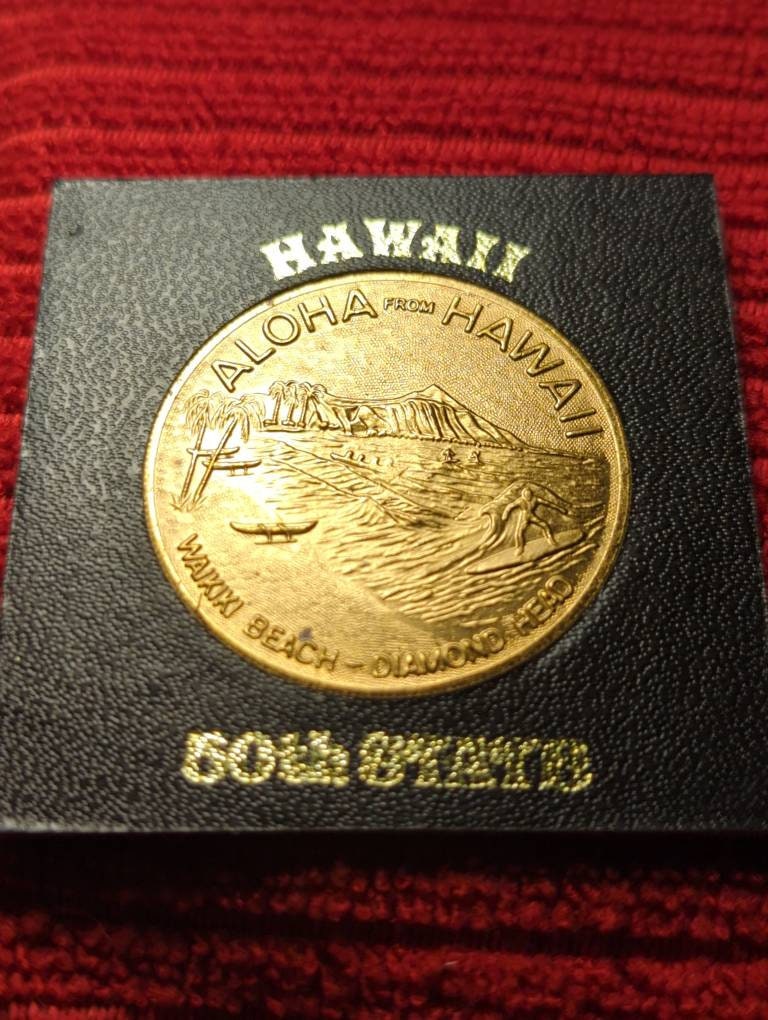 HAWAII
ALOHA FROM HAWAII
WAIKIKI BEACH - DIAMOND HEAD
50th STATE